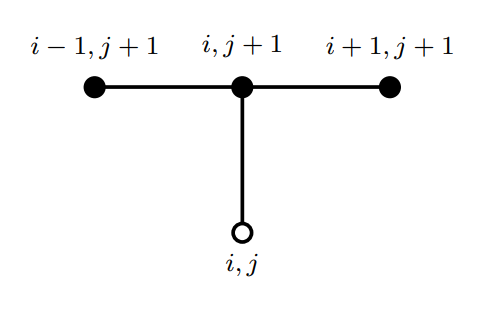 i − 1, j + 1
i, j + 1
i + 1, j + 1
i, j